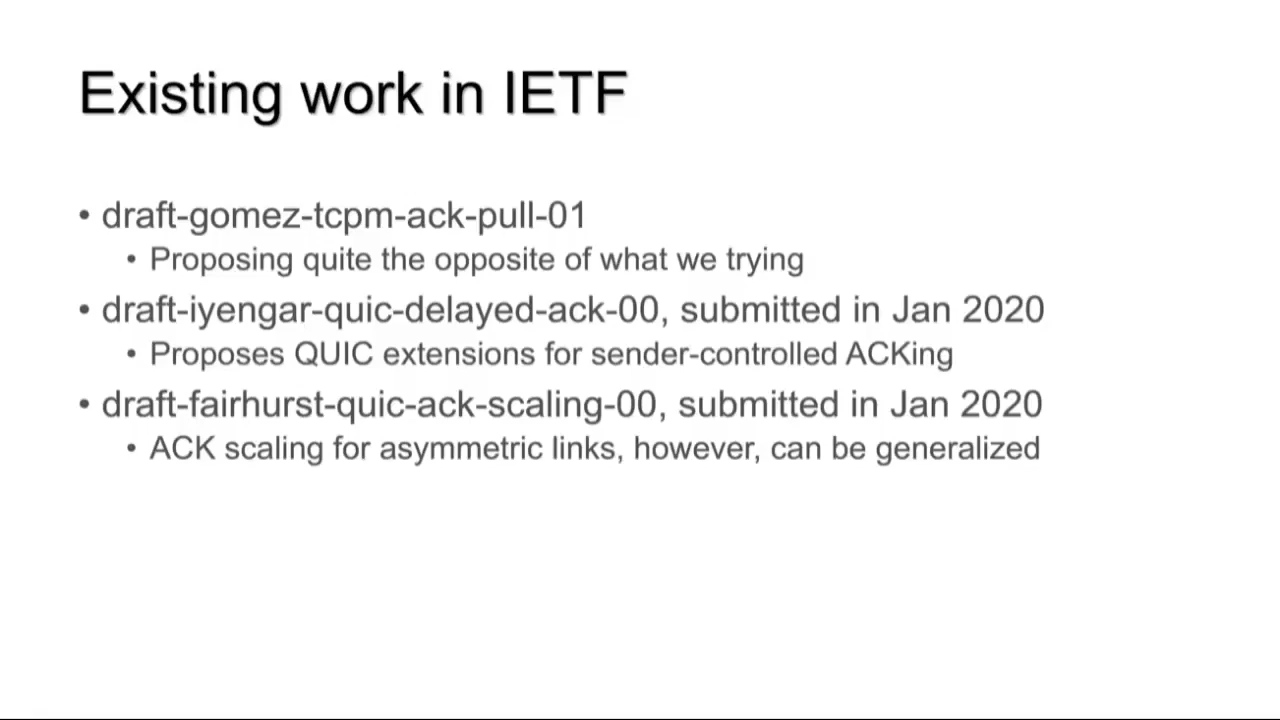 Existing work in IETF
• draft-gomez-tcpm-ack-pull-01
• Proposing quite the opposite of what we trying
• draft-iyengar-quic-delayed-ack-00, submitted in Jan 2020
• Proposes QUIC extensions for sender-controlled ACKing
• draft-fairhurst-quic-ack-scaling-00, submitted in Jan 2020
• ACK scaling for asymmetric links, however, can be generalized